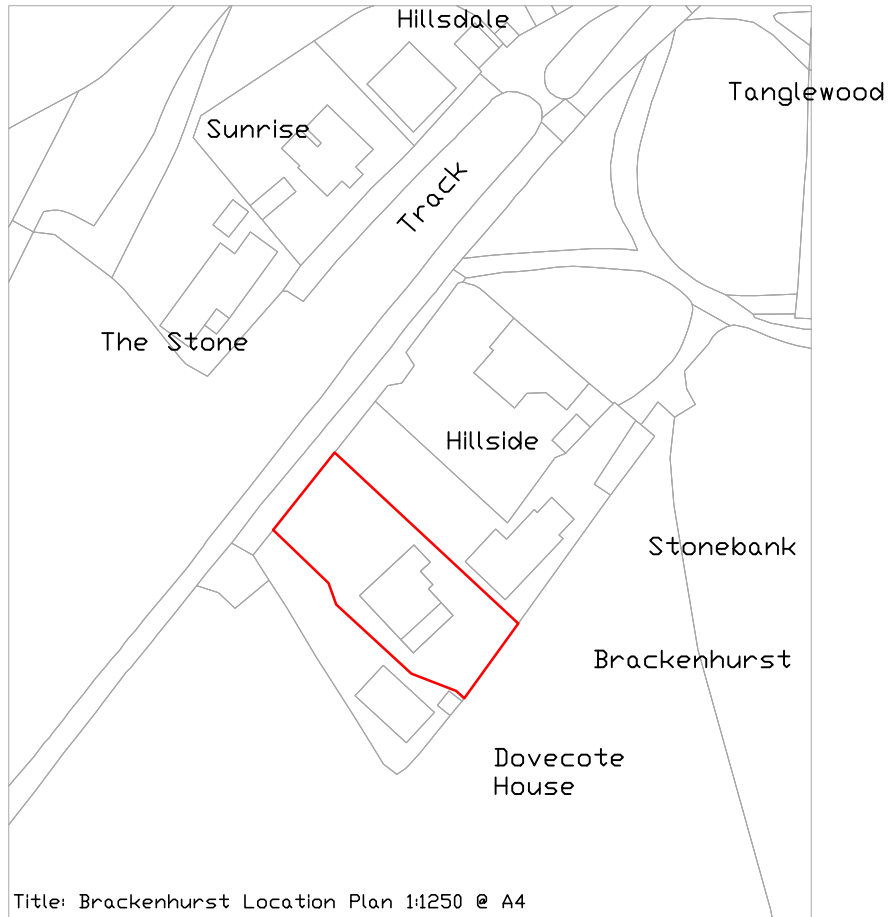 Hillsdale
Tanglewood
Sunrise
Track
The Stone
Hillside
Stonebank
Brackenhurst
Dovecote
House
Title: Brackenhurst Location Plan 1:1250 @ A4